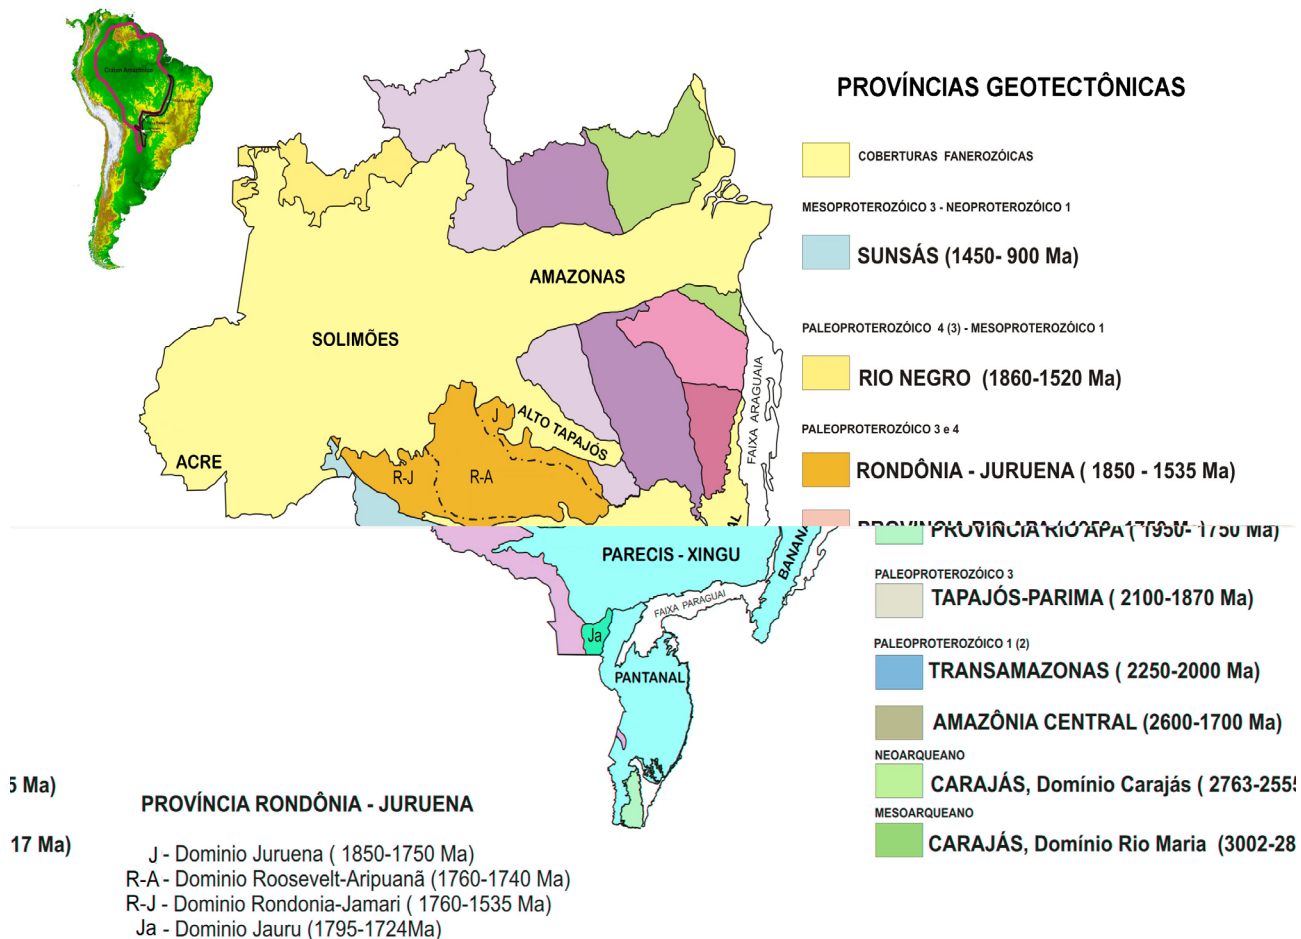 Cráton Amazônico
PROVÍNCIAS GEOTECTÔNICAS
COBERTURAS FANEROZÓICAS
MESOPROTEROZÓICO 3 - NEOPROTEROZÓICO 1
SUNSÁS (1450- 900 Ma)
PALEOPROTEROZÓICO 4 (3) - MESOPROTEROZÓICO 1
RIO NEGRO (1860-1520 Ma)
PALEOPROTEROZÓICO 3 e 4
RONDÔNIA - JURUENA ( 1850 - 1535 Ma)
AMAZONAS
SOLIMÕES
FAIXA ARAGUAIA
J
ALTO TAPAJÓS
ACRE
R-J
R-A
AL
PROVINCIA RIO APA ( 1950- 1750 Ma)
PARECIS - XINGU
BANANA
PALEOPROTEROZÓICO 3
TAPAJÓS-PARIMA ( 2100-1870 Ma)
FAIXA PARAGUAI
Ja
PALEOPROTEROZÓICO 1 (2)
TRANSAMAZONAS ( 2250-2000 Ma)
PANTANAL
AMAZÔNIA CENTRAL (2600-1700 Ma)
NEOARQUEANO
CARAJÁS, Domínio Carajás ( 2763-2555
MESOARQUEANO
CARAJÁS, Domínio Rio Maria (3002-28
5 Ma)
17 Ma)
PROVÍNCIA RONDÔNIA - JURUENA
J - Dominio Juruena ( 1850-1750 Ma)
R-A - Dominio Roosevelt-Aripuanã (1760-1740 Ma)
R-J - Dominio Rondonia-Jamari ( 1760-1535 Ma)
Ja - Dominio Jauru (1795-1724Ma)